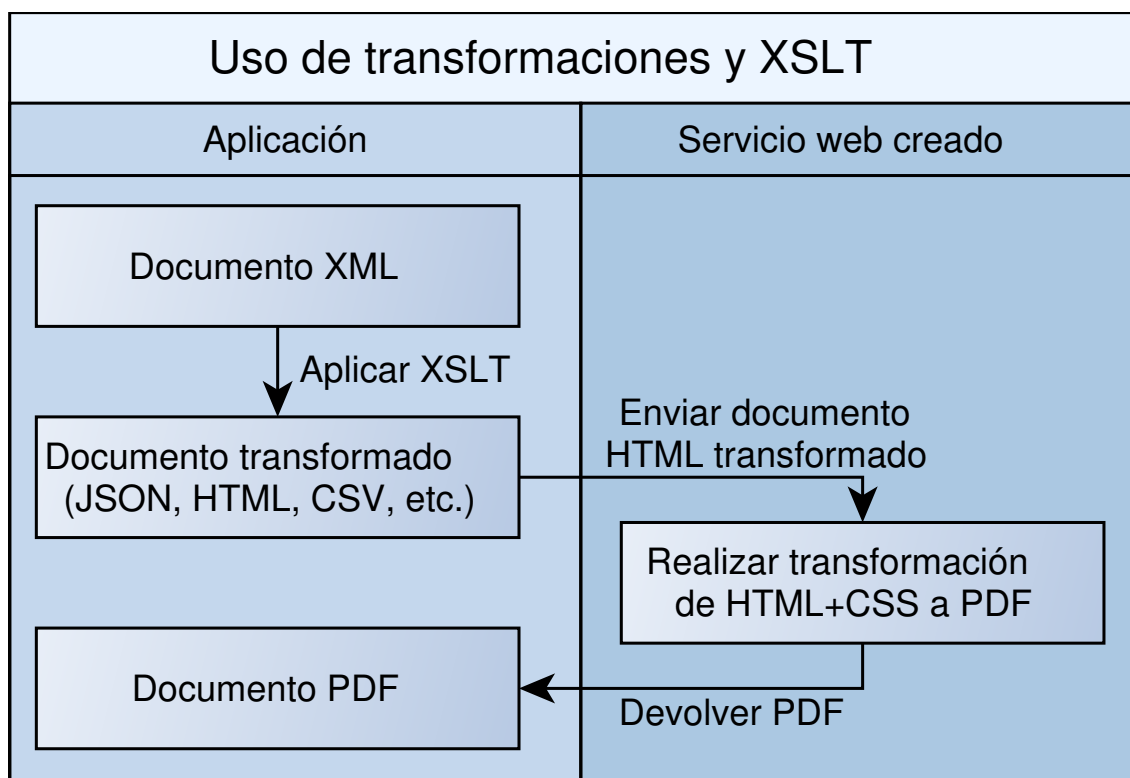 Uso de transformaciones y XSLT
Aplicación
Servicio web creado
Documento XML
Aplicar XSLT
Documento transformado
(JSON, HTML, CSV, etc.)
Enviar documento
HTML transformado
Realizar transformación
de HTML+CSS a PDF
Devolver PDF
Documento PDF